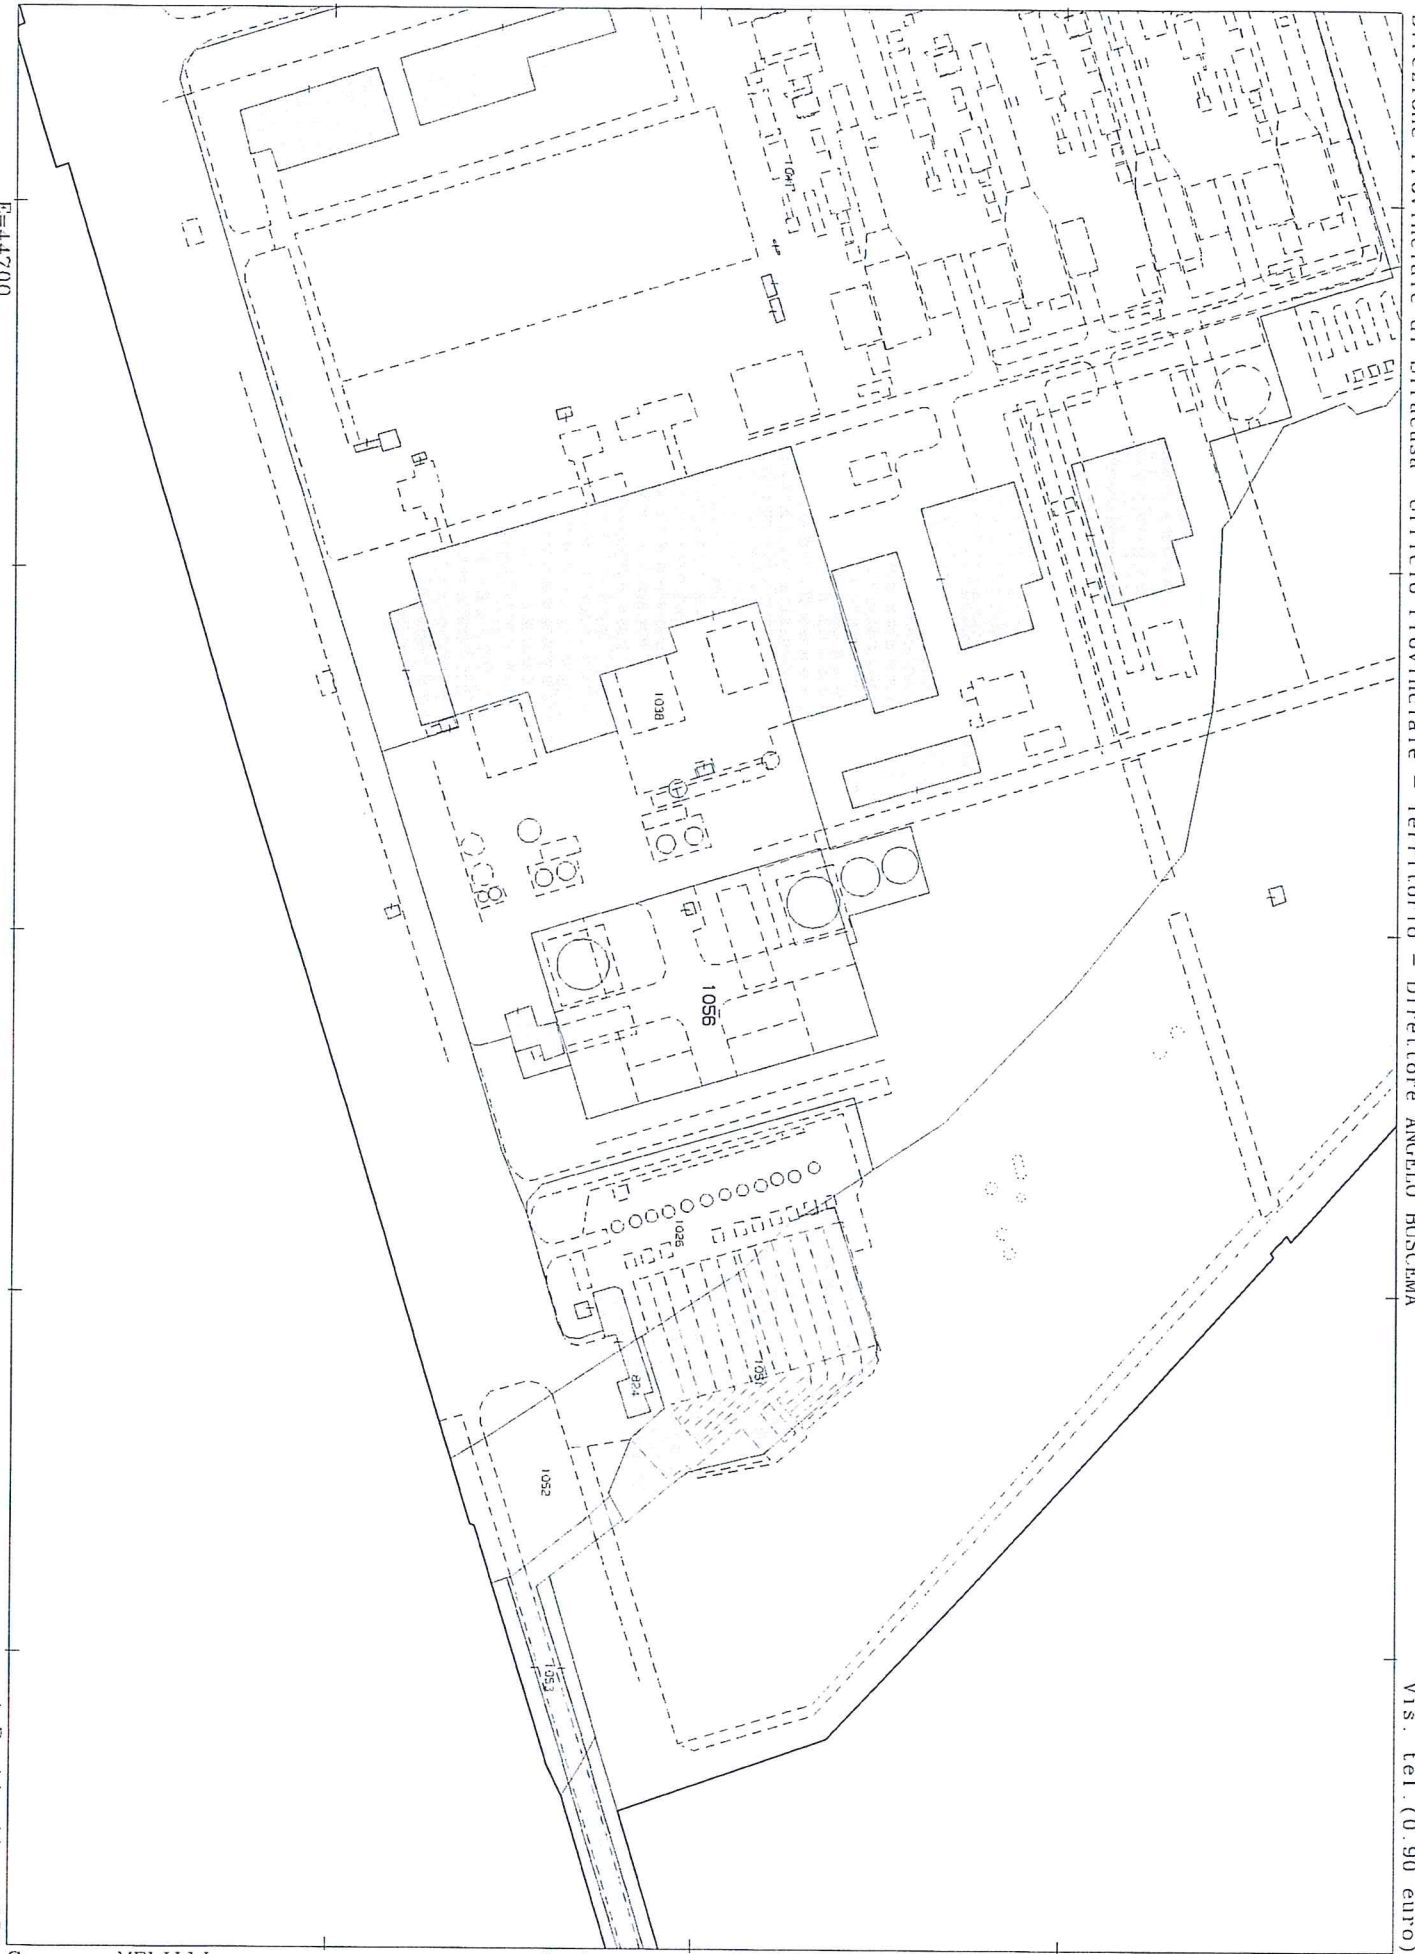 Direzione Provinciale di Siracusa Ufficio Provinciale - Territorio - Direttore ANGELO BUSCEMA
Vis. tel. (0.90 euro)
E=44700
1041
1038
1056
1026
824
1052
1053
Comune: MELILLI